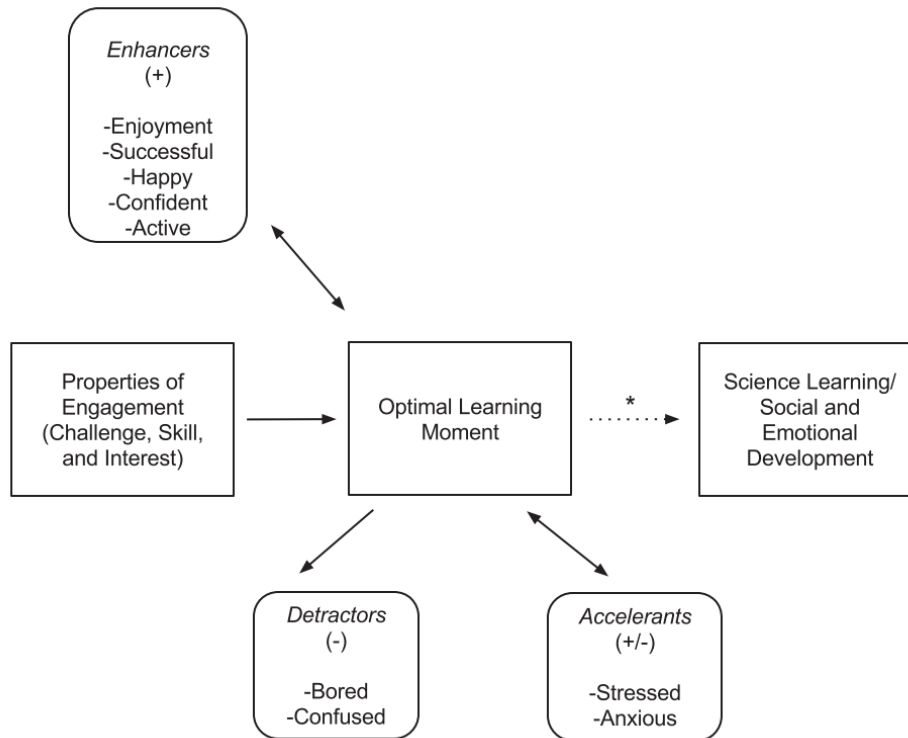 Enhancers
(+)
-Enjoyment
-Successful
-Happy
-Confident
-Active
Properties of
Engagement
(Challenge, Skill,
and Interest)
Optimal Learning
Moment
*
Science Learning/
Social and
Emotional
Development
Detractors
(-)
-Bored
-Confused
Accelerants
(+/-)
-Stressed
-Anxious